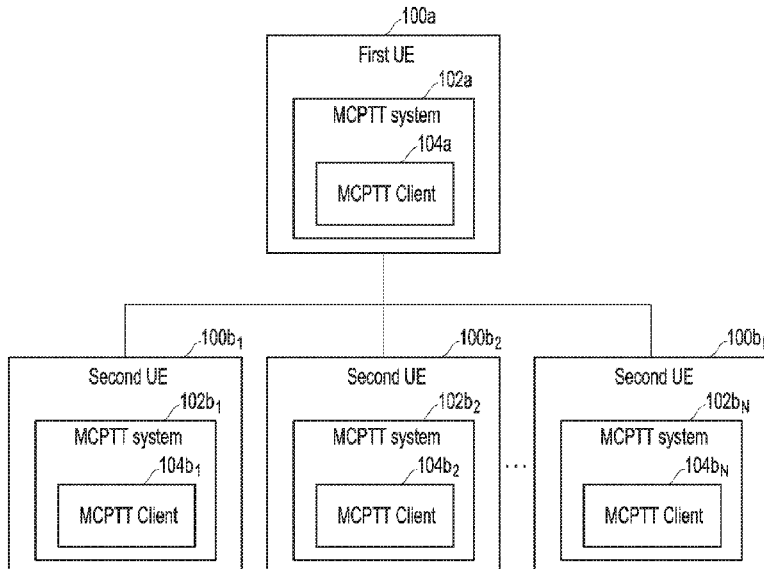 100a
First UE
102a
MCPTT system
104a
MCPTT Client
100b1 100b2
Second UE Second UE Second UE
102b1 102b2 102bN
MCPTT system MCPTT system MCPTT system
104b1 104b2 ... 104bN
MCPTT Client MCPTT Client MCPTT Client